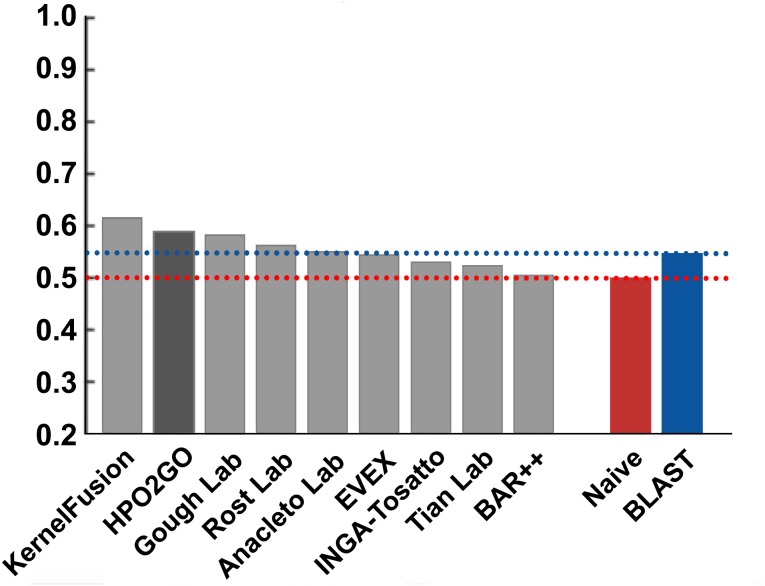 1.0
0.9
0.8
0.7
0.6
0.5
0.4
0.3
0.2
KernelFusion
HPO2GO
Gough Lab
Rost Lab
Anacleto Lab
EVEX
INGA-Tosatto
Tian Lab
BAR++
Naive
BLAST